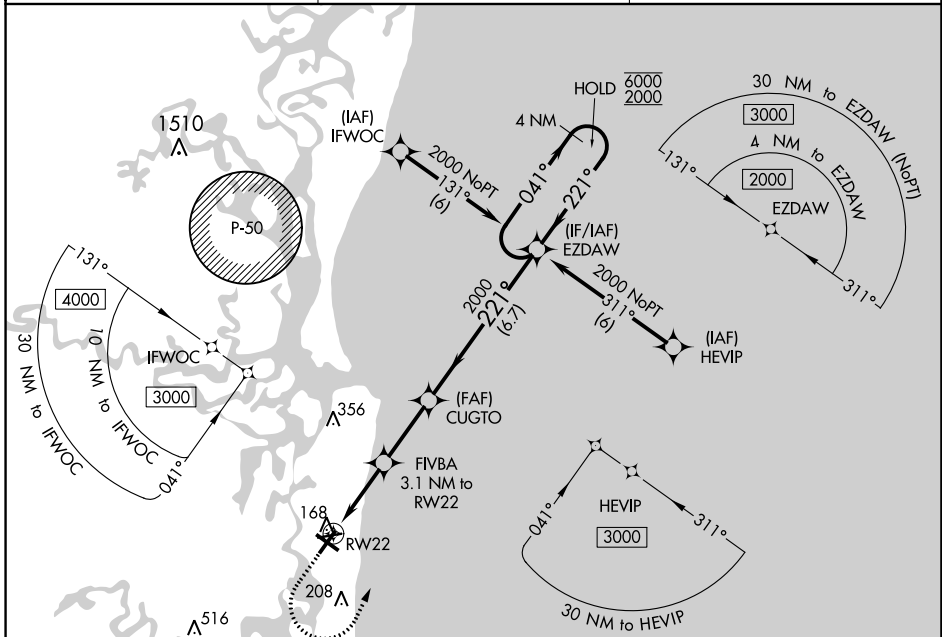 1510
P-50
(IAF)
IFWOC
2000 NoPT
131°
(6)
4 NM
HOLD 6000
2000
041°
221°
(IF/IAF)
EZDAW
30 NM to EZDAW (NoPT)
3000
4 NM to EZDAW
2000
EZDAW
131°
311°
2000 NoPT
311°
(6)
(IAF)
HEVIP
2000
221°
(6.7)
131°
4000
30 NM to IFWOC
10 NM to IFWOC
IFWOC
3000
041°
(FAF)
CUGTO
356
FIVBA
3.1 NM to
RW22
168
RW22
208
516
041°
HEVIP
3000
311°
30 NM to HEVIP